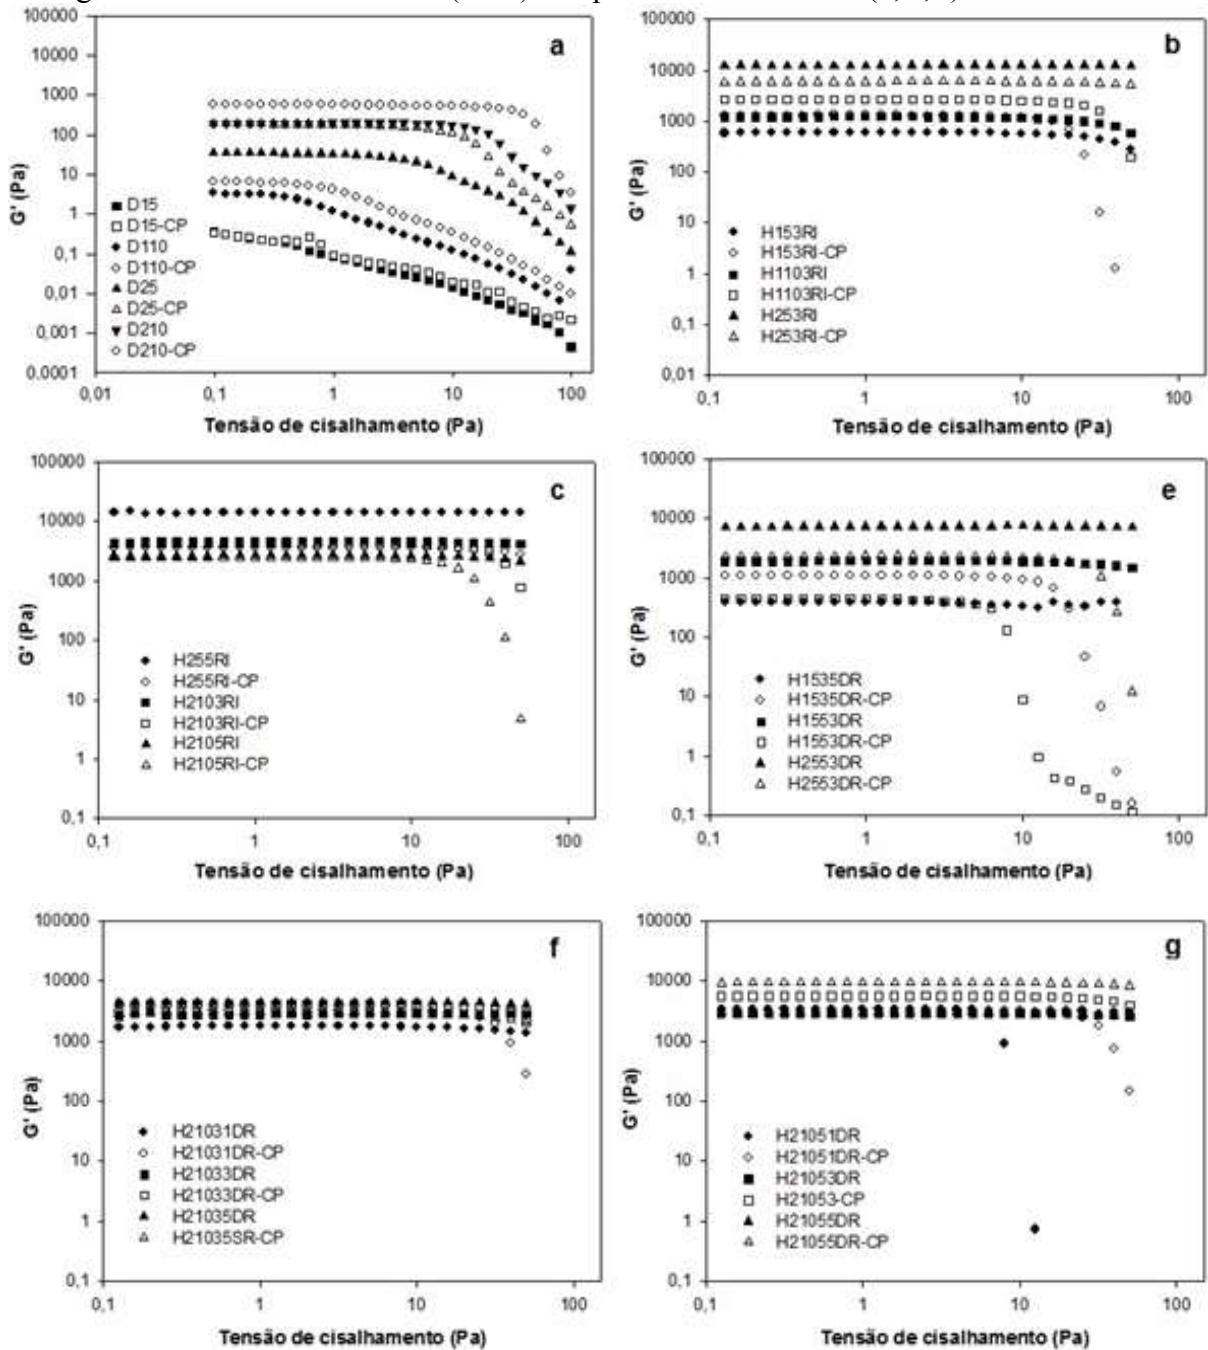 100000
10000
1000
100
10
1
0,1
0,01
0,001
0,0001
G' (Pa)
a
D15
D15-CP
D110
D110-CP
D25
D25-CP
D210
D210-CP
0,01
0,1
1
10
100
Tensão de cisalhamento (Pa)
100000
10000
1000
100
10
1
0,1
0,01
G' (Pa)
b
H153RI
H153RI-CP
H1103RI
H1103RI-CP
H253RI
H253RI-CP
0,1
1
10
100
Tensão de cisalhamento (Pa)
100000
10000
1000
100
10
1
0,1
G' (Pa)
c
H255RI
H255RI-CP
H2103RI
H2103RI-CP
H2105RI
H2105RI-CP
0,1
1
10
100
Tensão de cisalhamento (Pa)
100000
10000
1000
100
10
1
0,1
G' (Pa)
e
H1535DR
H1535DR-CP
H1553DR
H1553DR-CP
H2553DR
H2553DR-CP
0,1
1
10
100
Tensão de cisalhamento (Pa)
100000
10000
1000
100
10
1
0,1
G' (Pa)
f
H21031DR
H21031DR-CP
H21033DR
H21033DR-CP
H21035DR
H21035SR-CP
0,1
1
10
100
Tensão de cisalhamento (Pa)
100000
10000
1000
100
10
1
0,1
G' (Pa)
g
H21051DR
H21051DR-CP
H21053DR
H21053-CP
H21055DR
H21055DR-CP
0,1
1
10
100
Tensão de cisalhamento (Pa)